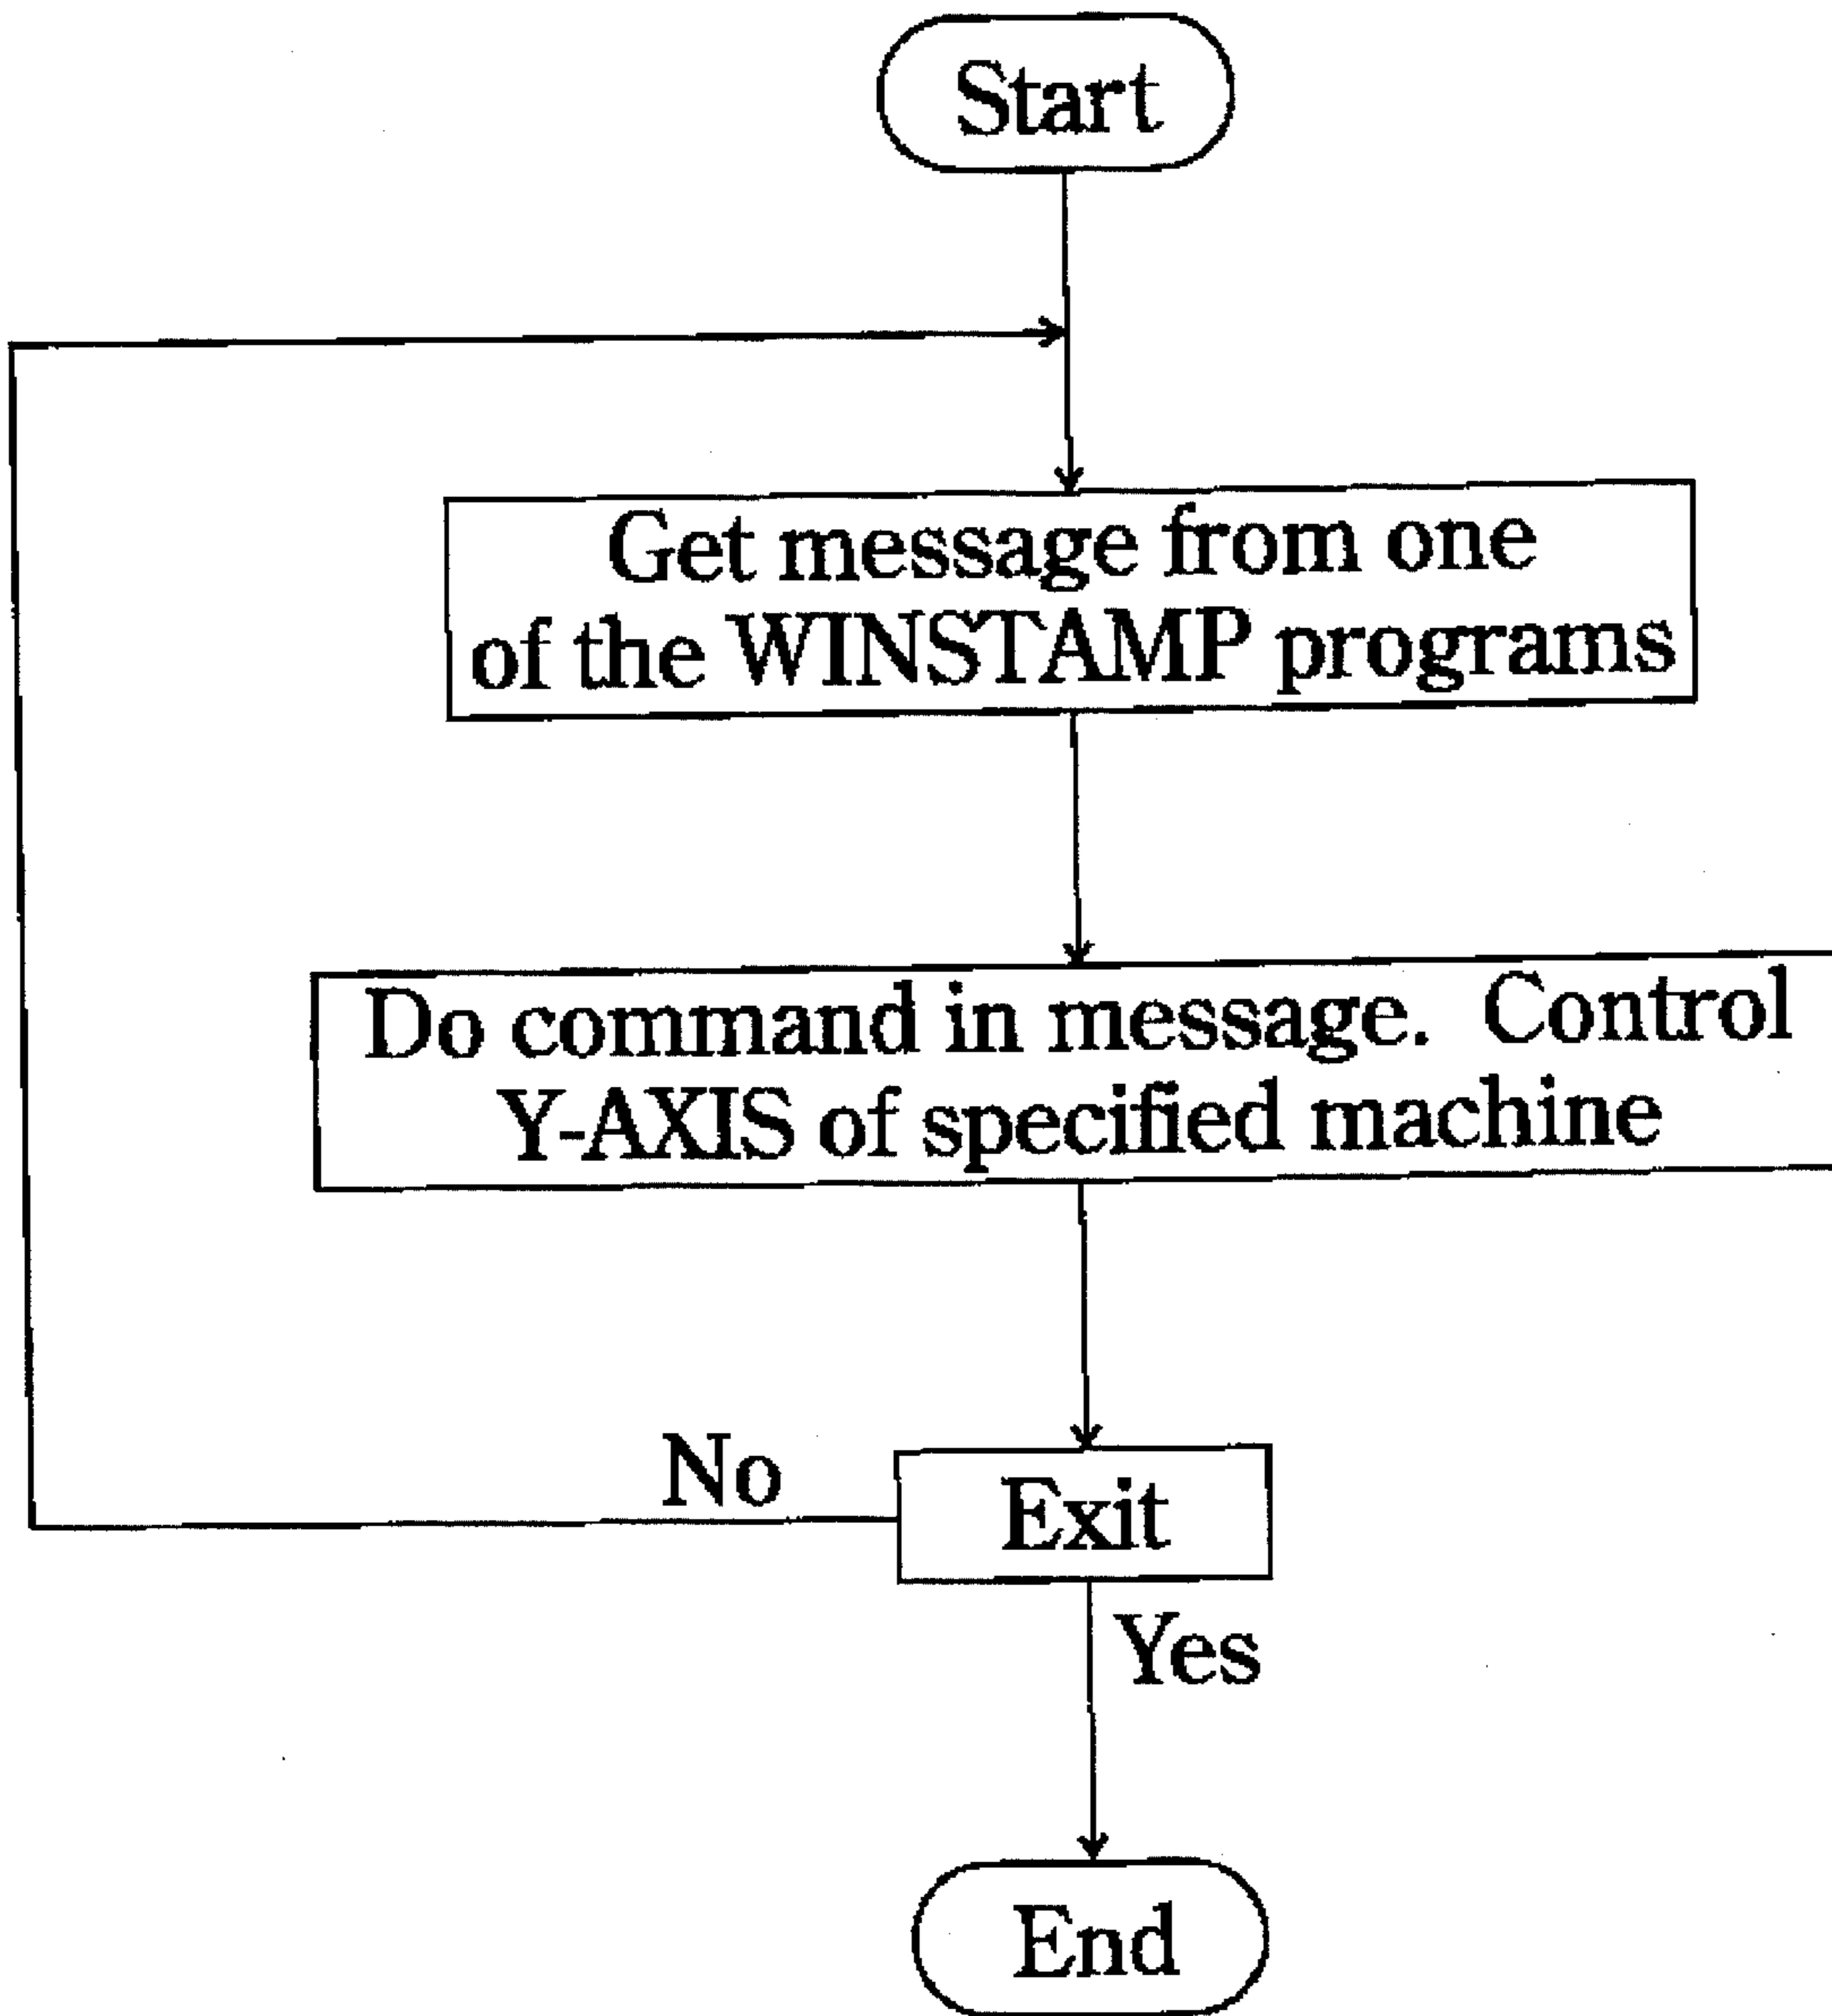 Start
Get message from one
of the WINSTAMP programs
Do command in message. Control
Y-AXIS of specified machine
No
Exit
Yes
End